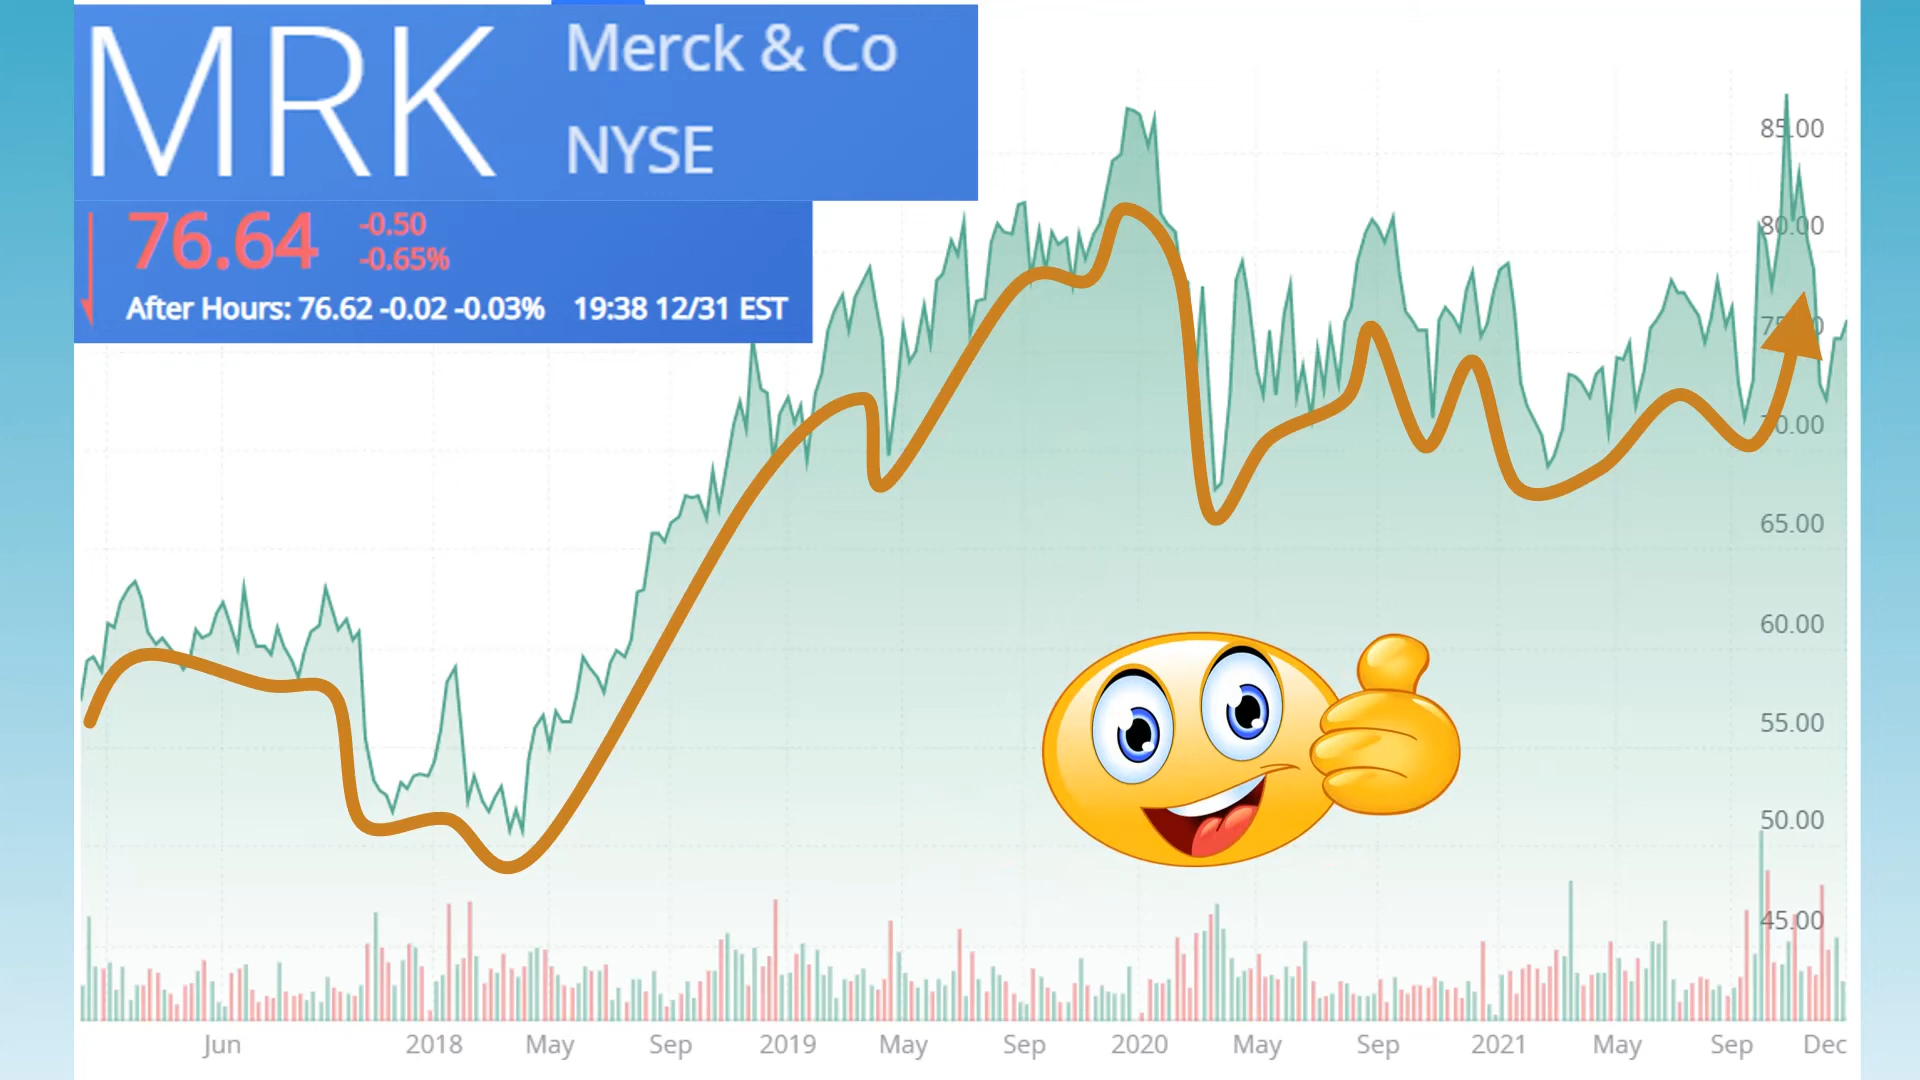 MRK
Merck & Co
NYSE
76.64
-0.50
-0.65%
After Hours: 76.62 -0.02 -0.03% 19:38 12/31 EST
85.00
80.00
70.00
65.00
60.00
55.00
50.00
45.00
Jun 2018 May Sep 2019 May Sep 2020 May Sep 2021 May Sep Dec